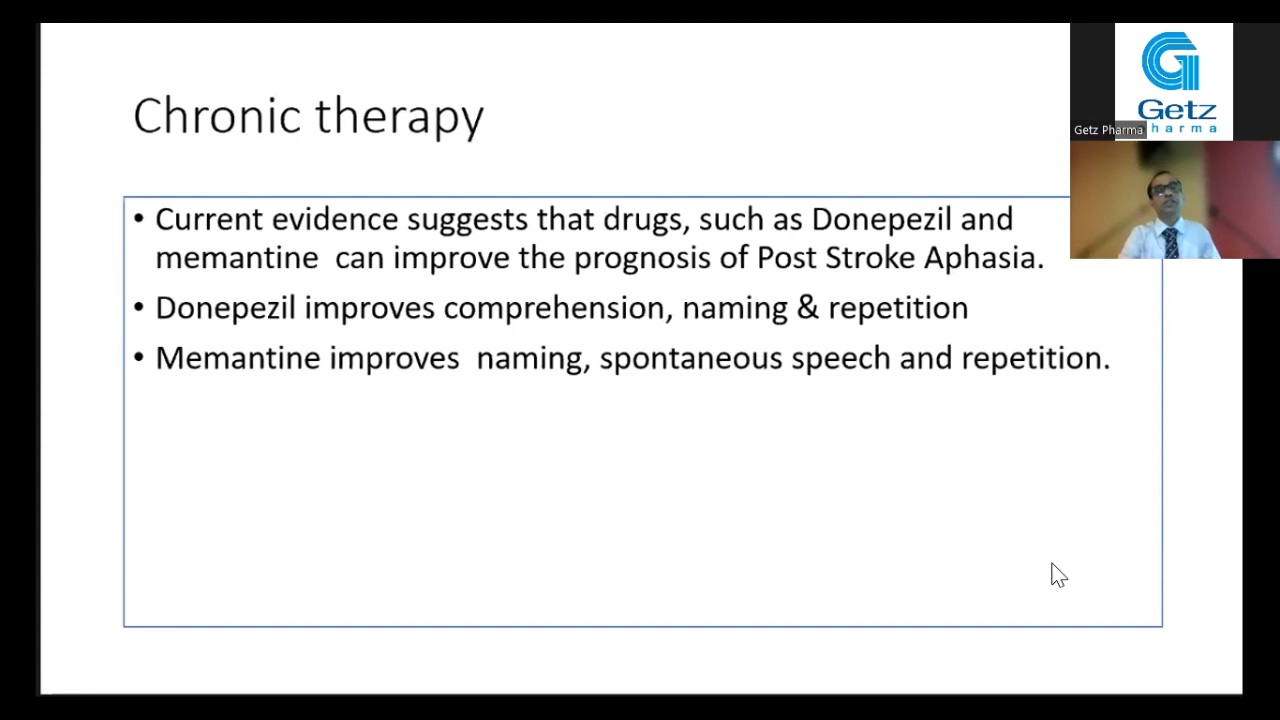 Chronic therapy
• Current evidence suggests that drugs, such as Donepezil and
memantine can improve the prognosis of Post Stroke Aphasia.
• Donepezil improves comprehension, naming & repetition
• Memantine improves naming, spontaneous speech and repetition.
Getz
harma
Getz Pharma